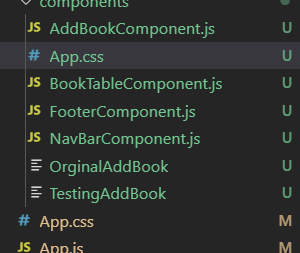 components
JS AddBookComponent.js U
# App.css U
JS BookTableComponent.js U
JS FooterComponent.js U
JS NavBarComponent.js U
OrginalAddBook U
TestingAddBook U
# App.css M
JS App.js M